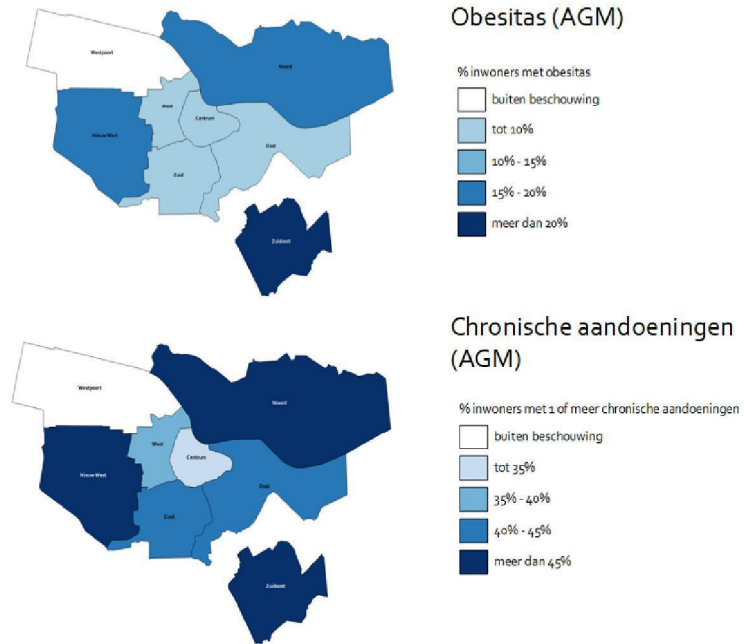 Obesitas (AGM)
% inwoners met obesitas
buiten beschouwing
tot 10%
10% - 15%
15% - 20%
meer dan 20%
Westpoort
Noord
West
Centrum
Nieuw-West
Oost
Zuid
Zuidoost
Chronische aandoeningen
(AGM)
% inwoners met 1 of meer chronische aandoeningen
buiten beschouwing
tot 35%
35% - 40%
40% - 45%
meer dan 45%
Westpoort
Noord
West
Centrum
Nieuw-West
Oost
Zuid
Zuidoost